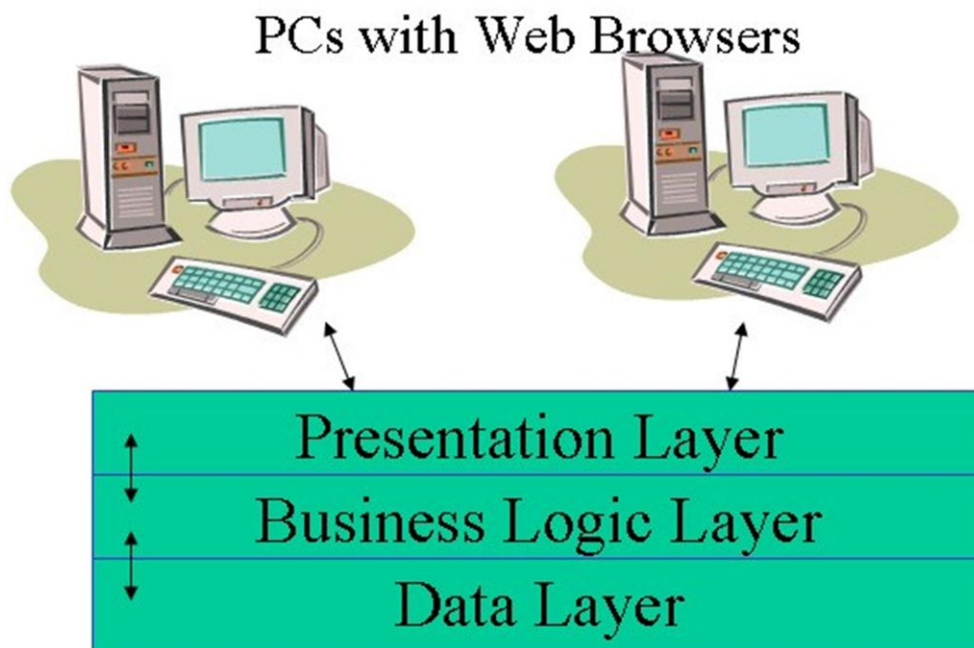 PCs with Web Browsers
Presentation Layer
Business Logic Layer
Data Layer